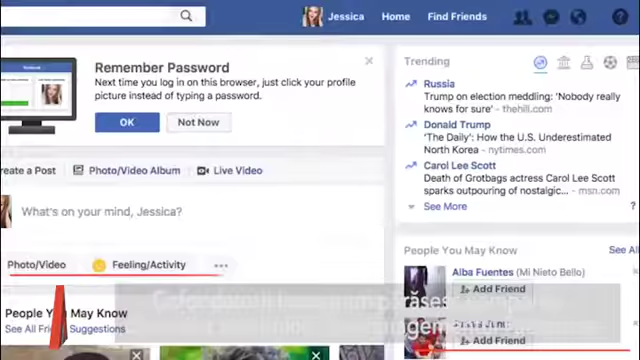 Jessica Home Find Friends
Remember Password
Next time you log in on this browser, just click your profile
picture instead of typing a password.
OK Not Now
reate a Post Photo/Video Album Live Video
What's on your mind, Jessica?
Photo/Video Feeling/Activity
People You May Know
See All Friend Suggestions
Trending
Russia
Trump on election meddling: 'Nobody really
knows for sure' - thehill.com
Donald Trump
'The Daily': How the U.S. Underestimated
North Korea - nytimes.com
Carol Lee Scott
Death of Grotbags actress Carol Lee Scott
sparks outpouring of nostalgic... - msn.com
See More
People You May Know See All
Alba Fuentes (Mi Nieto Bello)
Add Friend
Add Friend